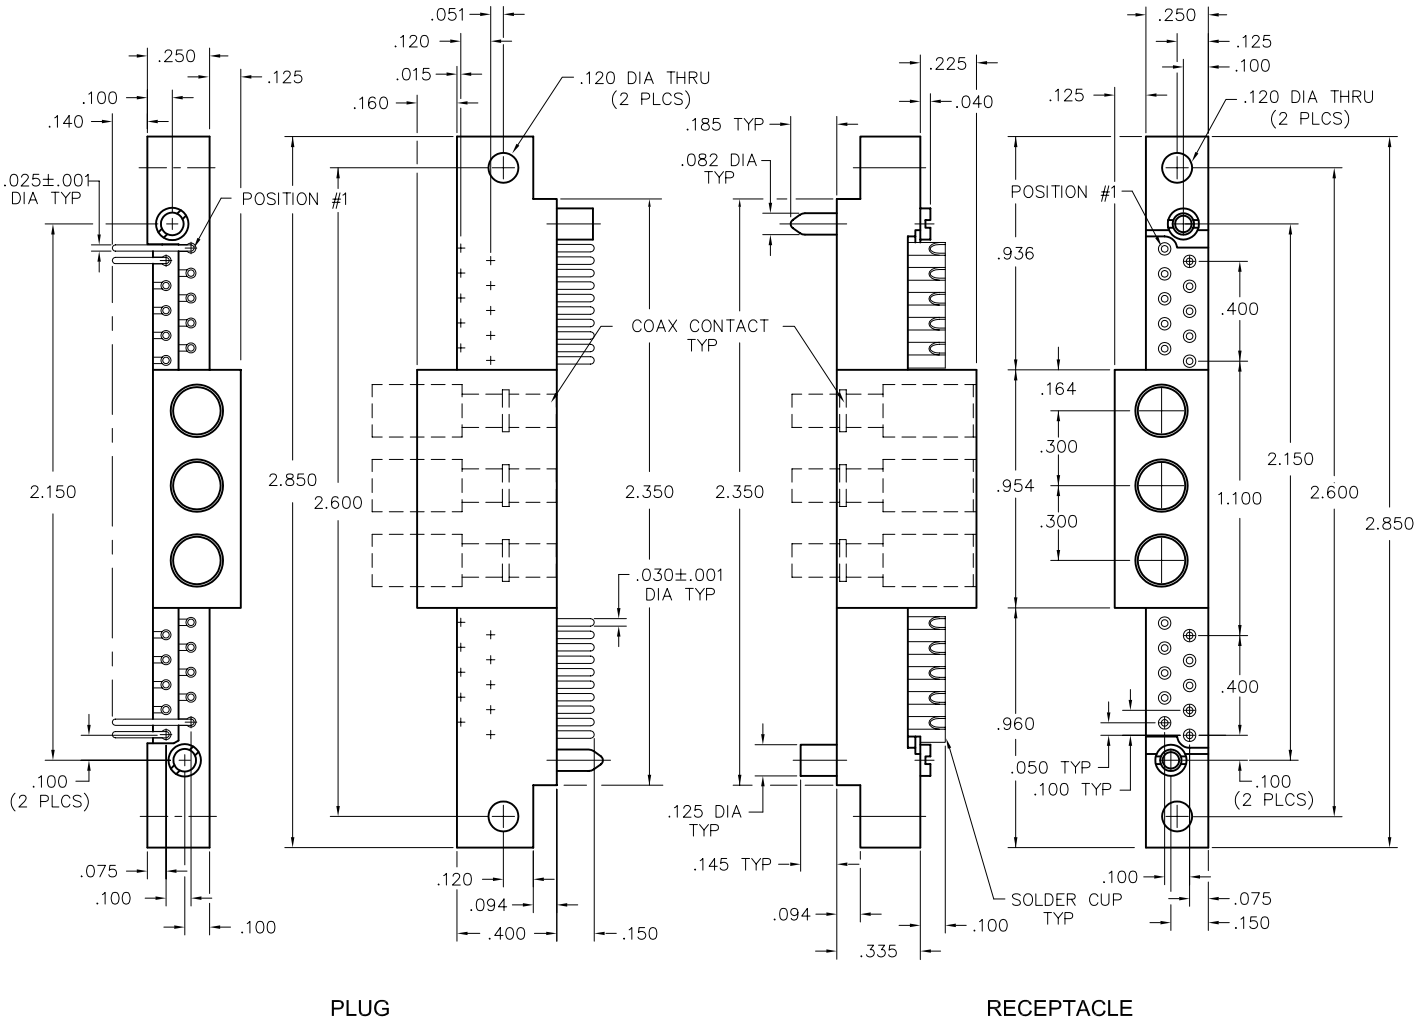 .051
.120
.015
.160
.250
.125
.100
.140
.025±.001
DIA TYP
POSITION #1
.120 DIA THRU
(2 PLCS)
2.150
2.850
2.600
2.350
COAX CONTACT
TYP
.030±.001
DIA TYP
.100
(2 PLCS)
.075
.100
.100
.120
.094
.400
.150
.225
.040
.185 TYP
.082 DIA
TYP
2.350
.125 DIA
TYP
.145 TYP
.094
.335
.100
SOLDER CUP
TYP
.250
.125
.100
.125
.120 DIA THRU
(2 PLCS)
POSITION #1
.936
.400
.164
.300
.954
.300
1.100
2.150
2.600
2.850
.400
.960
.050 TYP
.100 TYP
.100
(2 PLCS)
.100
.075
.150
PLUG
RECEPTACLE